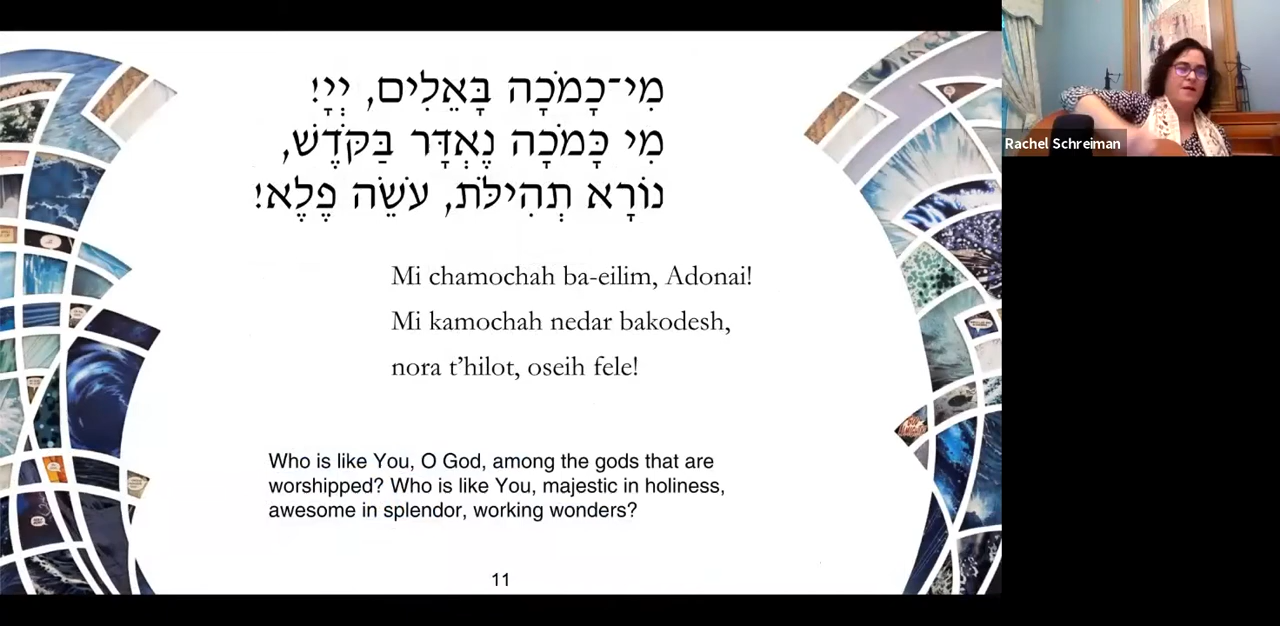 מִי־כָמֹכָה בָּאֵלִים, יְיָ!
מִי כָּמֹכָה נֶאְדָּר בַּקֹּדֶשׁ,
נוֹרָא תְהִילֹּת, עֹשֵׂה פֶלֶא!
Mi chamochah ba-eilim, Adonai!
Mi kamochah nedar bakodesh,
nora t’hilot, oseih fele!
Who is like You, O God, among the gods that are
worshipped? Who is like You, majestic in holiness,
awesome in splendor, working wonders?
11
Rachel Schreiman